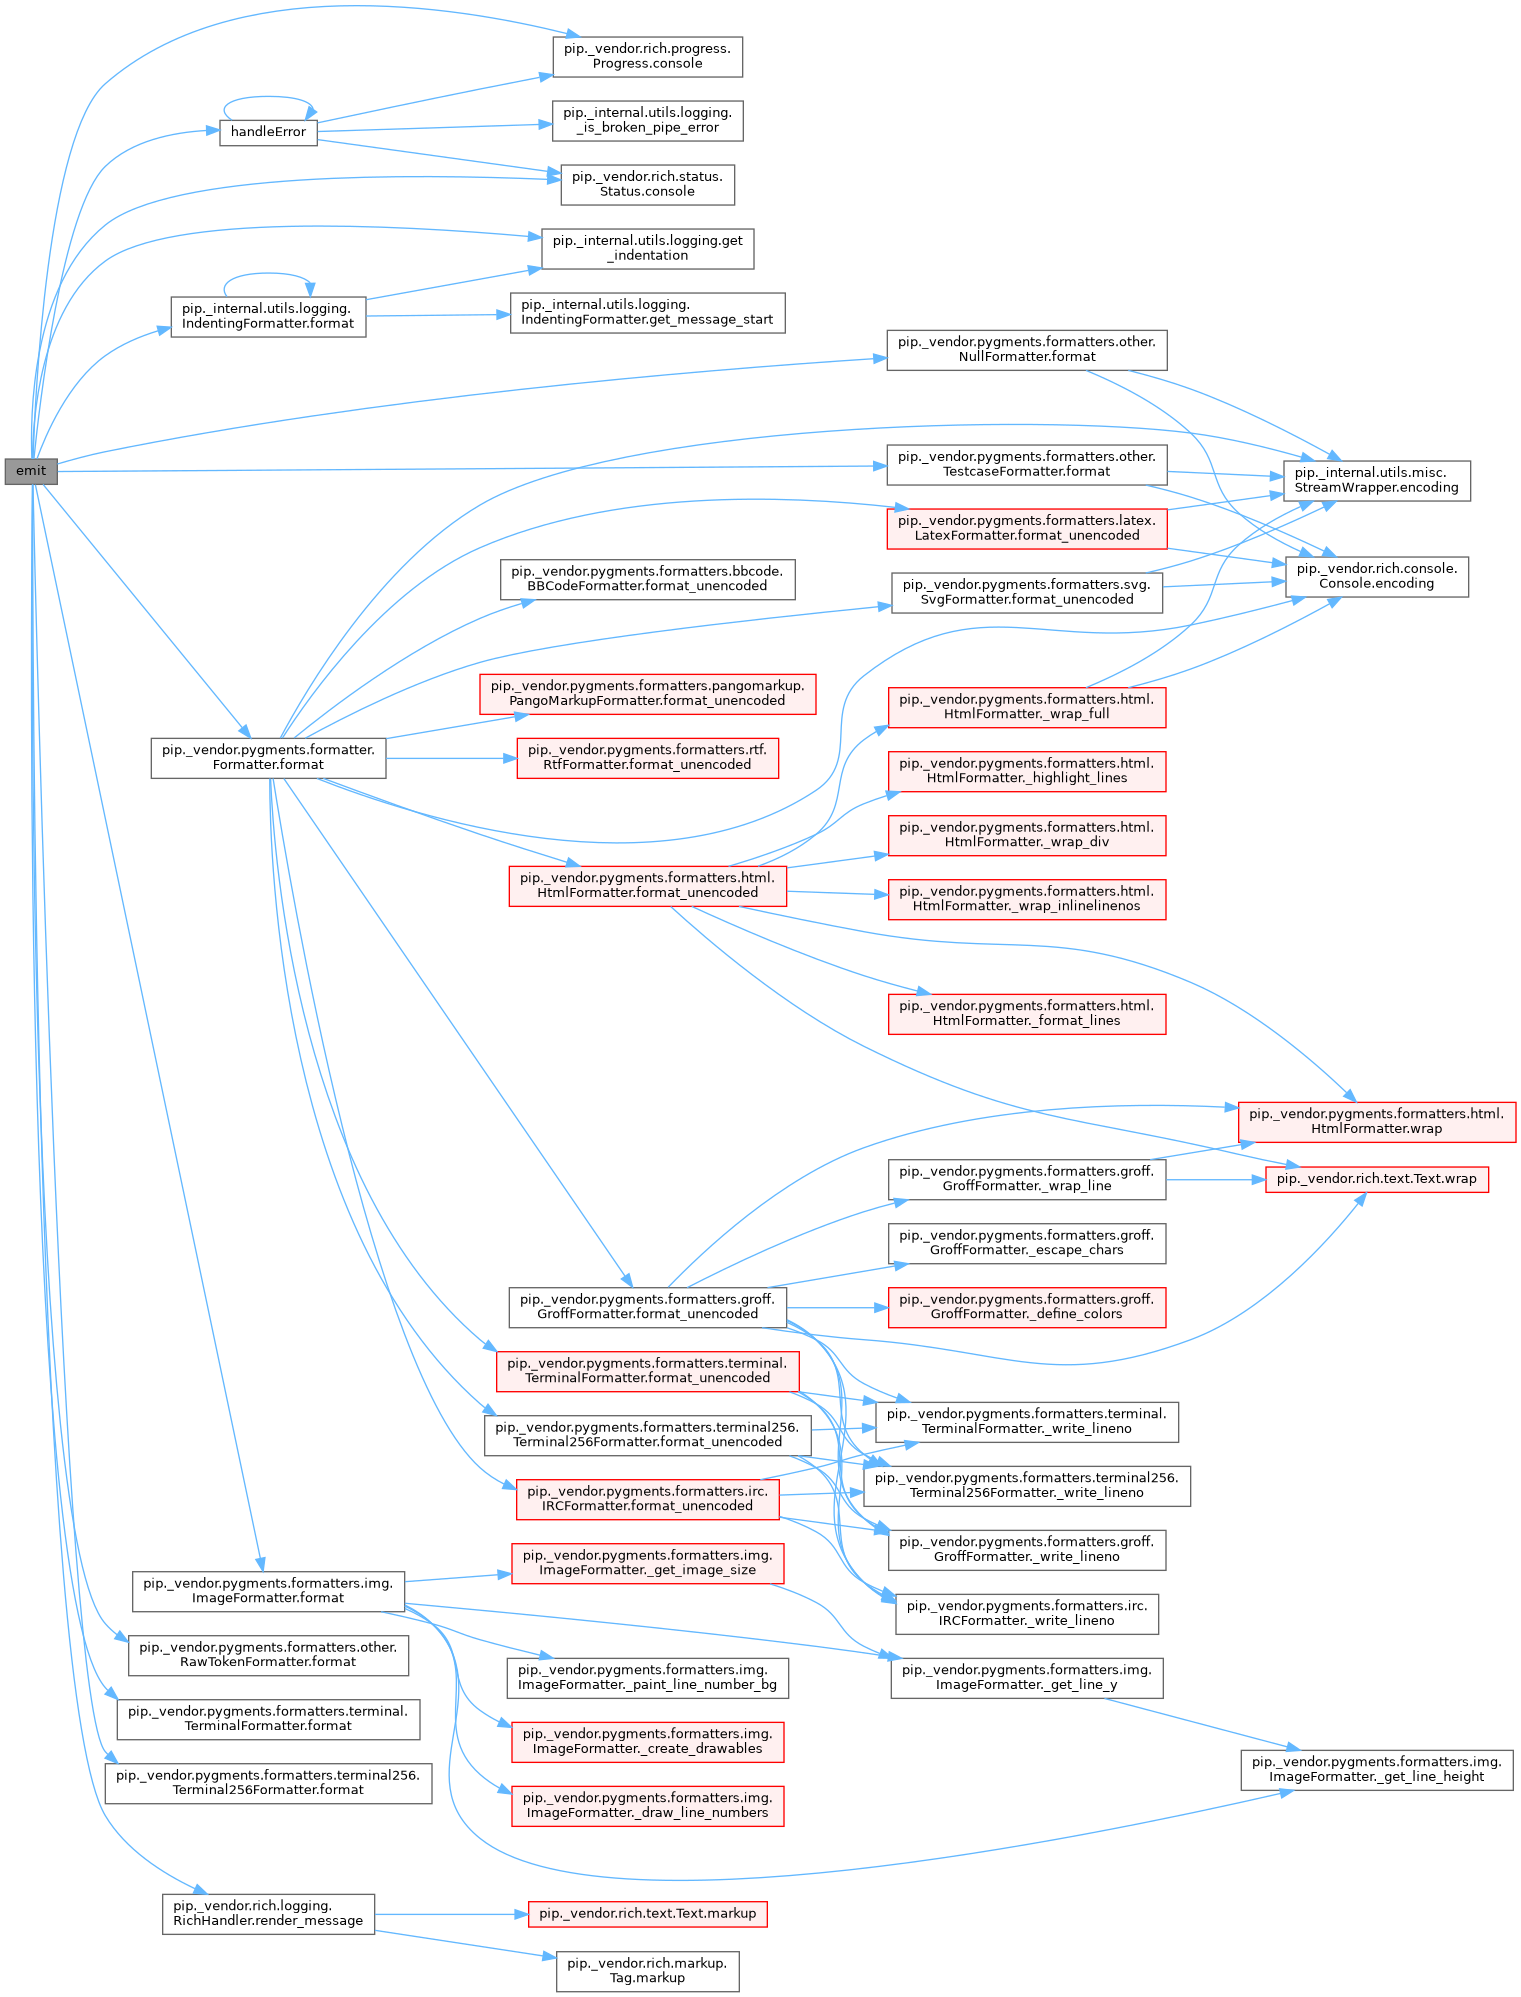 pip._vendor.rich.progress.
Progress.console
pip._internal.utils.logging.
_is_broken_pipe_error
handleError
pip._vendor.rich.status.
Status.console
pip._internal.utils.logging.get
_indentation
pip._internal.utils.logging.
IndentingFormatter.format
pip._internal.utils.logging.
IndentingFormatter.get_message_start
pip._vendor.pygments.formatters.other.
NullFormatter.format
emit
pip._vendor.pygments.formatters.other.
TestcaseFormatter.format
pip._internal.utils.misc.
StreamWrapper.encoding
pip._vendor.pygments.formatters.latex.
LatexFormatter.format_unencoded
pip._vendor.pygments.formatters.bbcode.
BBCodeFormatter.format_unencoded
pip._vendor.pygments.formatters.svg.
SvgFormatter.format_unencoded
pip._vendor.rich.console.
Console.encoding
pip._vendor.pygments.formatters.pangomarkup.
PangoMarkupFormatter.format_unencoded
pip._vendor.pygments.formatters.html.
HtmlFormatter._wrap_full
pip._vendor.pygments.formatter.
Formatter.format
pip._vendor.pygments.formatters.rtf.
RtfFormatter.format_unencoded
pip._vendor.pygments.formatters.html.
HtmlFormatter._highlight_lines
pip._vendor.pygments.formatters.html.
HtmlFormatter._wrap_div
pip._vendor.pygments.formatters.html.
HtmlFormatter.format_unencoded
pip._vendor.pygments.formatters.html.
HtmlFormatter._wrap_inlinelinenos
pip._vendor.pygments.formatters.html.
HtmlFormatter._format_lines
pip._vendor.pygments.formatters.html.
HtmlFormatter.wrap
pip._vendor.pygments.formatters.groff.
GroffFormatter._wrap_line
pip._vendor.rich.text.Text.wrap
pip._vendor.pygments.formatters.groff.
GroffFormatter._escape_chars
pip._vendor.pygments.formatters.groff.
GroffFormatter.format_unencoded
pip._vendor.pygments.formatters.groff.
GroffFormatter._define_colors
pip._vendor.pygments.formatters.terminal.
TerminalFormatter.format_unencoded
pip._vendor.pygments.formatters.terminal.
TerminalFormatter._write_lineno
pip._vendor.pygments.formatters.terminal256.
Terminal256Formatter.format_unencoded
pip._vendor.pygments.formatters.terminal256.
Terminal256Formatter._write_lineno
pip._vendor.pygments.formatters.irc.
IRCFormatter.format_unencoded
pip._vendor.pygments.formatters.groff.
GroffFormatter._write_lineno
pip._vendor.pygments.formatters.img.
ImageFormatter._get_image_size
pip._vendor.pygments.formatters.img.
ImageFormatter.format
pip._vendor.pygments.formatters.irc.
IRCFormatter._write_lineno
pip._vendor.pygments.formatters.other.
RawTokenFormatter.format
pip._vendor.pygments.formatters.img.
ImageFormatter._paint_line_number_bg
pip._vendor.pygments.formatters.img.
ImageFormatter._get_line_y
pip._vendor.pygments.formatters.terminal.
TerminalFormatter.format
pip._vendor.pygments.formatters.img.
ImageFormatter._create_drawables
pip._vendor.pygments.formatters.img.
ImageFormatter._get_line_height
pip._vendor.pygments.formatters.terminal256.
Terminal256Formatter.format
pip._vendor.pygments.formatters.img.
ImageFormatter._draw_line_numbers
pip._vendor.rich.logging.
RichHandler.render_message
pip._vendor.rich.text.Text.markup
pip._vendor.rich.markup.
Tag.markup